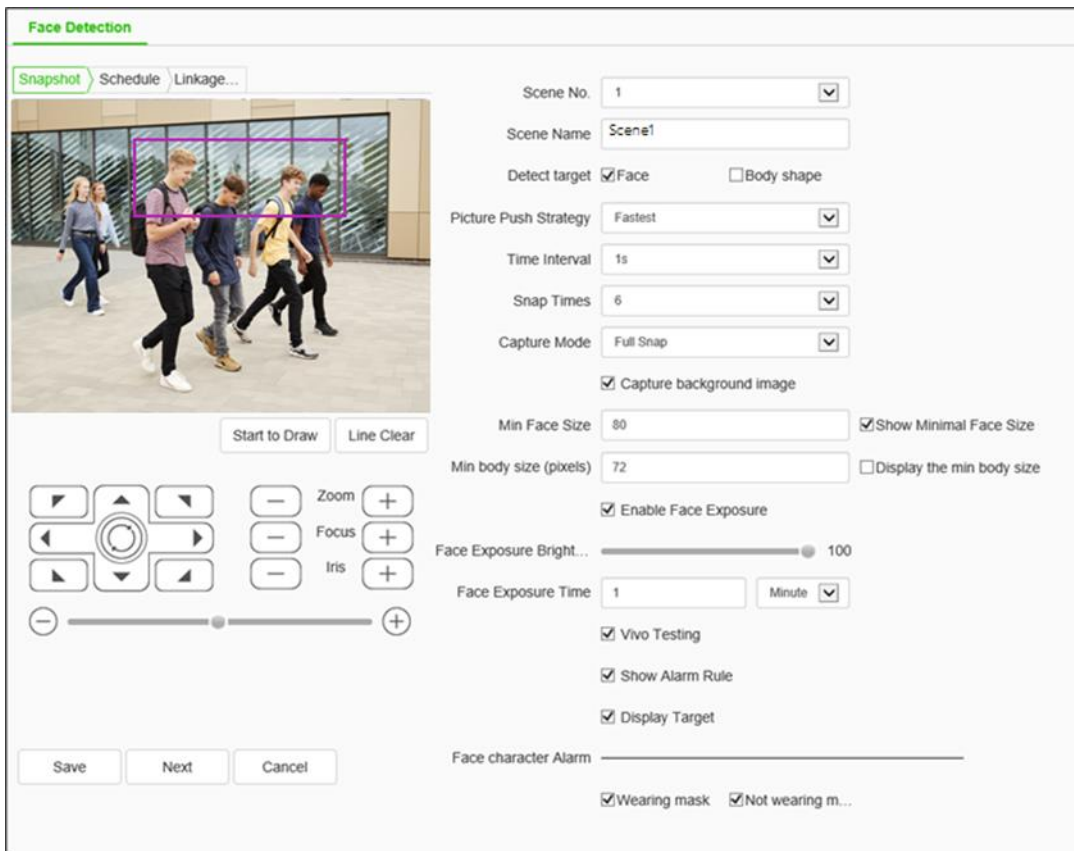 Face Detection
Snapshot Schedule Linkage...
Scene No. 1
Scene Name Scene1
Detect target Face Body shape
Picture Push Strategy Fastest
Time Interval 1s
Snap Times 6
Capture Mode Full Snap
Capture background image
Start to Draw Line Clear
Min Face Size 80 Show Minimal Face Size
Min body size (pixels) 72 Display the min body size
Zoom
Focus
Iris
Enable Face Exposure
Face Exposure Bright... 100
Face Exposure Time 1 Minute
Vivo Testing
Show Alarm Rule
Display Target
Save Next Cancel
Face character Alarm
Wearing mask Not wearing m...